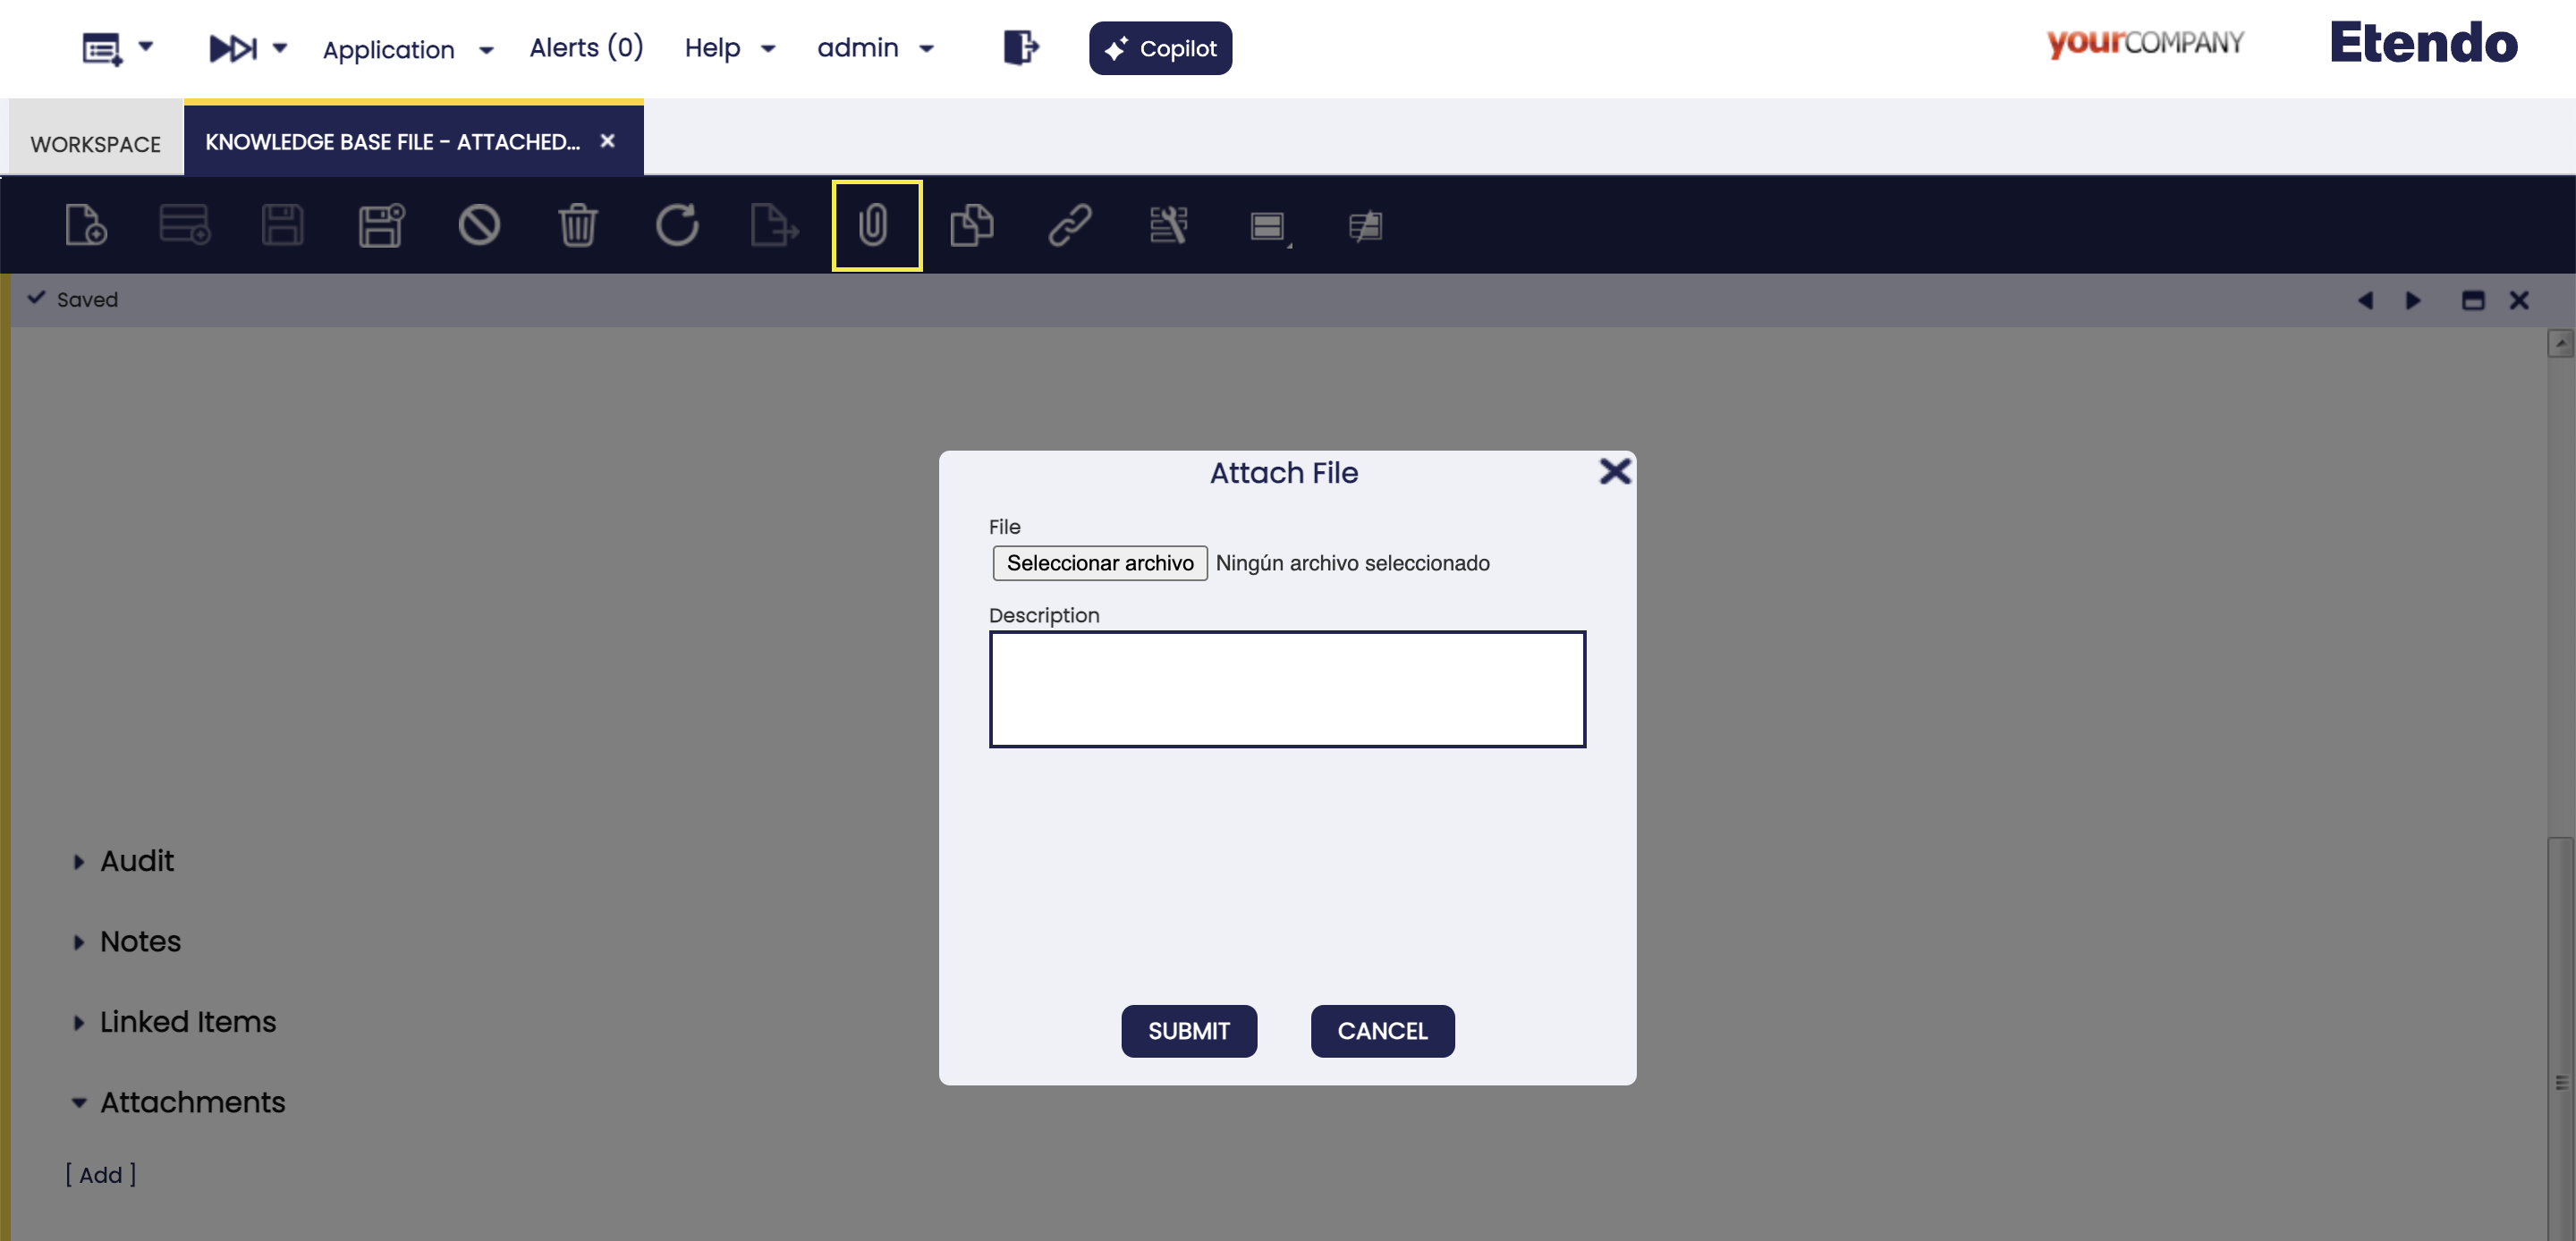 Application
Alerts (0)
Help
admin
Copilot
yourCOMPANY
Etendo
WORKSPACE
KNOWLEDGE BASE FILE - ATTACHED...
Saved
Attach File
File
Seleccionar archivo Ningún archivo seleccionado
Description
Audit
Notes
Linked Items
Attachments
[ Add ]
SUBMIT
CANCEL